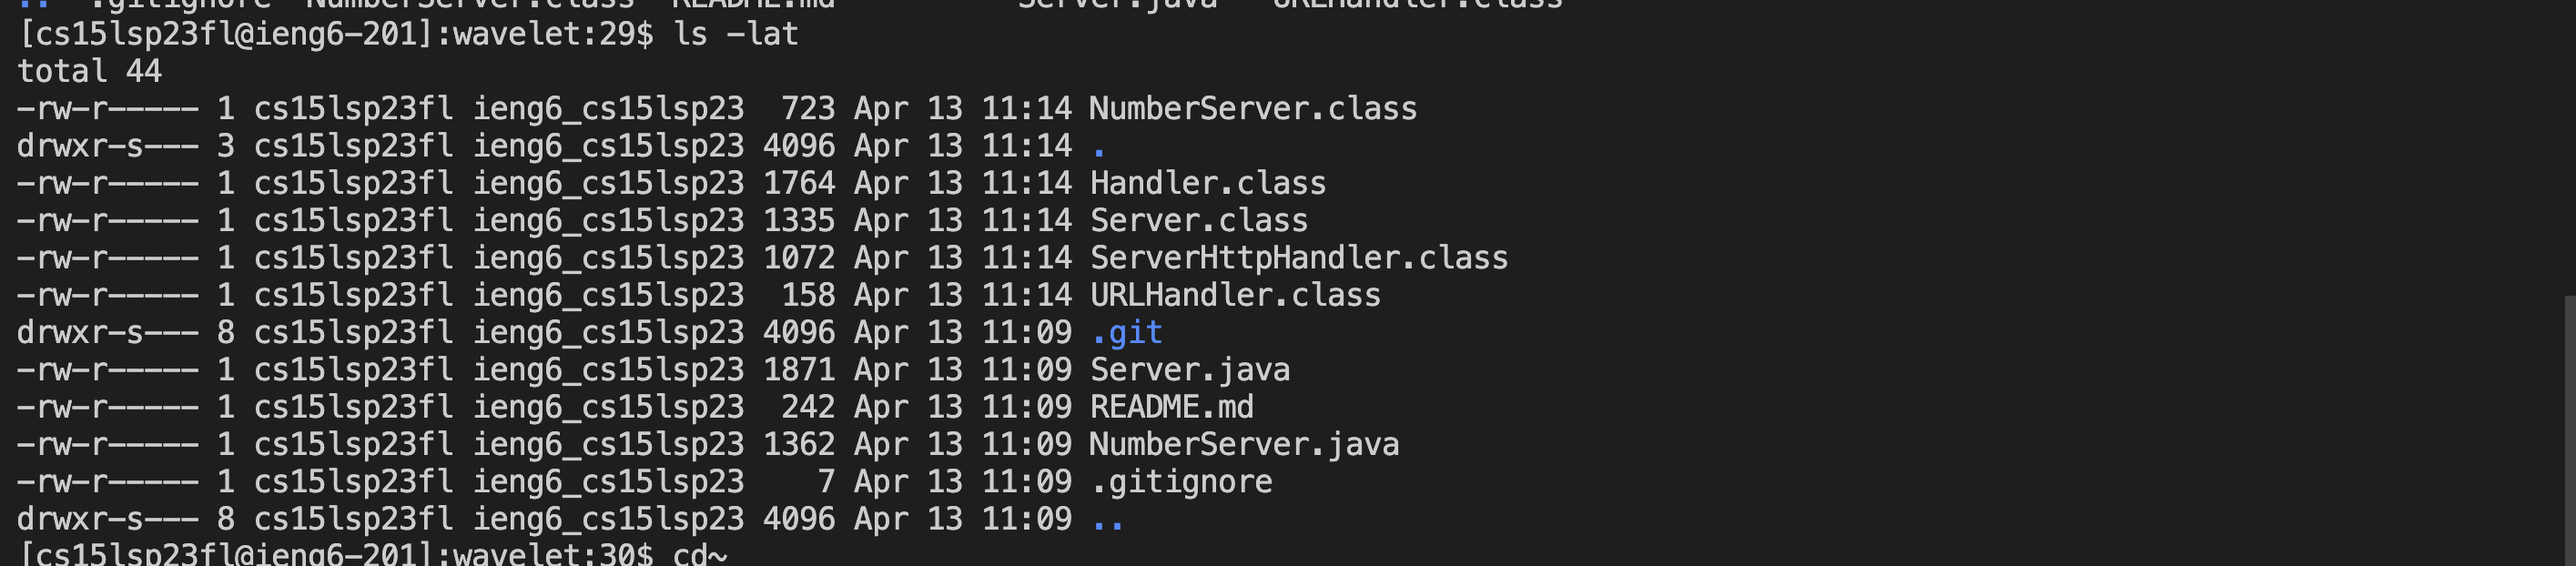 .. .gitignore NumberServer.class README.md Server.java URLHandler.class
[cs15lsp23fl@ieng6-201]:wavelet:29$ ls -lat
total 44
-rw-r----- 1 cs15lsp23fl ieng6_cs15lsp23  723 Apr 13 11:14 NumberServer.class
drwxr-s--- 3 cs15lsp23fl ieng6_cs15lsp23 4096 Apr 13 11:14 .
-rw-r----- 1 cs15lsp23fl ieng6_cs15lsp23 1764 Apr 13 11:14 Handler.class
-rw-r----- 1 cs15lsp23fl ieng6_cs15lsp23 1335 Apr 13 11:14 Server.class
-rw-r----- 1 cs15lsp23fl ieng6_cs15lsp23 1072 Apr 13 11:14 ServerHttpHandler.class
-rw-r----- 1 cs15lsp23fl ieng6_cs15lsp23  158 Apr 13 11:14 URLHandler.class
drwxr-s--- 8 cs15lsp23fl ieng6_cs15lsp23 4096 Apr 13 11:09 .git
-rw-r----- 1 cs15lsp23fl ieng6_cs15lsp23 1871 Apr 13 11:09 Server.java
-rw-r----- 1 cs15lsp23fl ieng6_cs15lsp23  242 Apr 13 11:09 README.md
-rw-r----- 1 cs15lsp23fl ieng6_cs15lsp23 1362 Apr 13 11:09 NumberServer.java
-rw-r----- 1 cs15lsp23fl ieng6_cs15lsp23    7 Apr 13 11:09 .gitignore
drwxr-s--- 8 cs15lsp23fl ieng6_cs15lsp23 4096 Apr 13 11:09 ..
[cs15lsp23fl@ieng6-201]:wavelet:30$ cd~